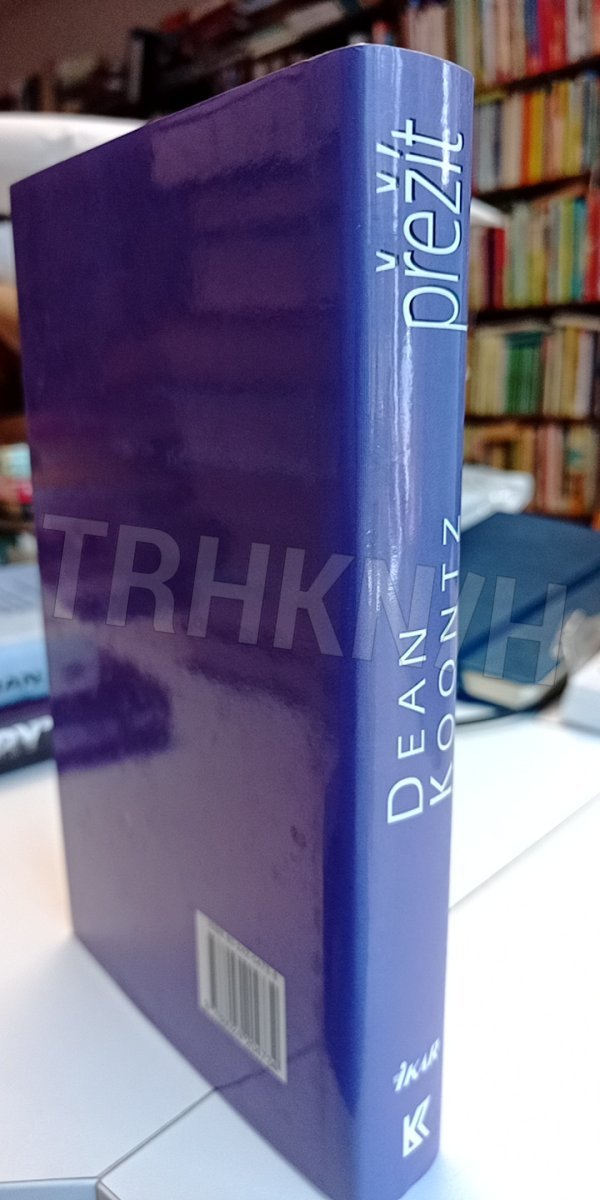 přežít
DEAN
KOONTZ
IKAR
TRHKNIH